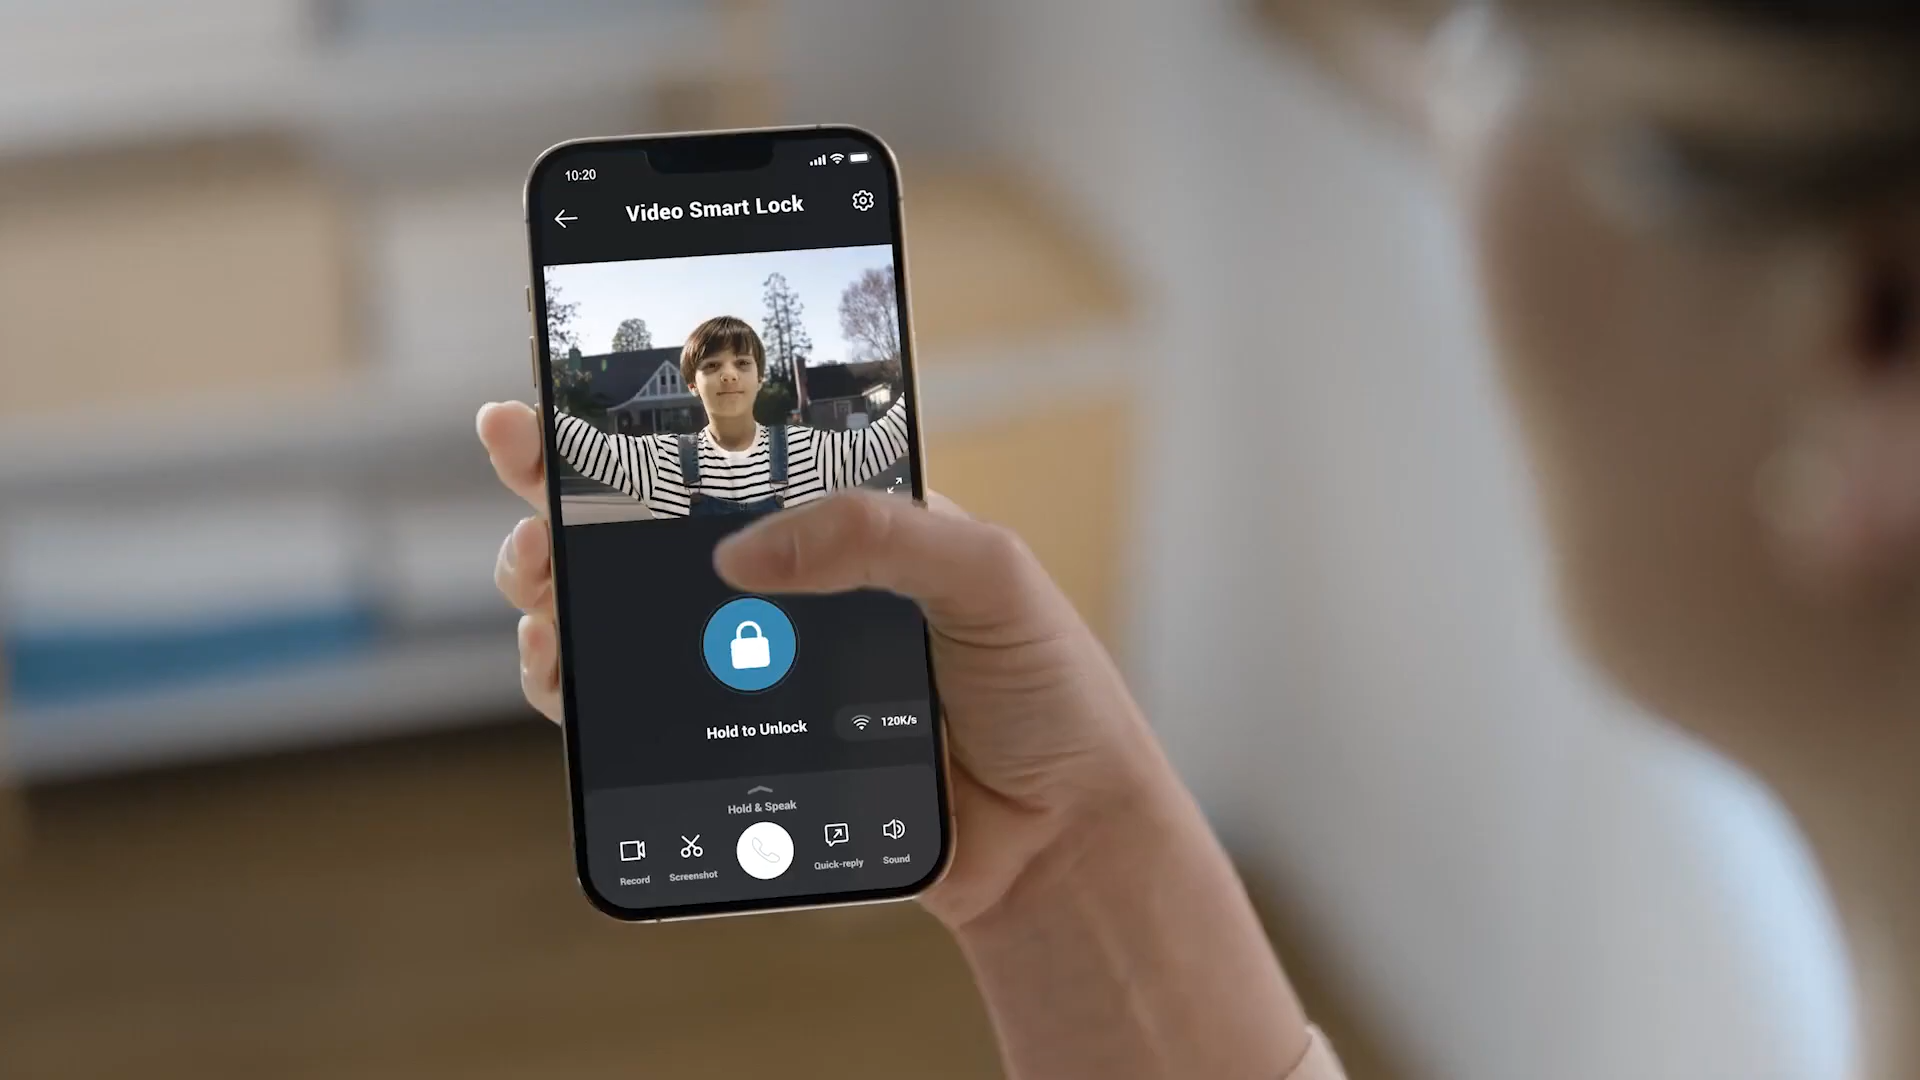 10:20
Video Smart Lock
Hold to Unlock
120K/s
Hold & Speak
Record
Screenshot
Quick-reply
Sound